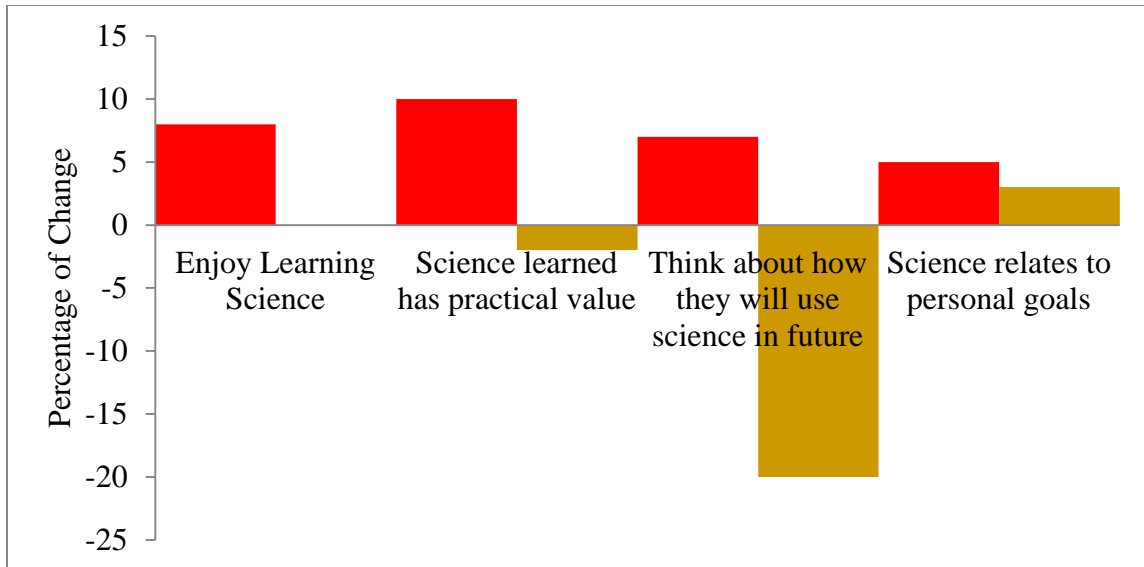 15
10
5
0
-5
-10
-15
-20
-25
Percentage of Change
Enjoy Learning
Science
Science learned
has practical value
Think about how
they will use
science in future
Science relates to
personal goals